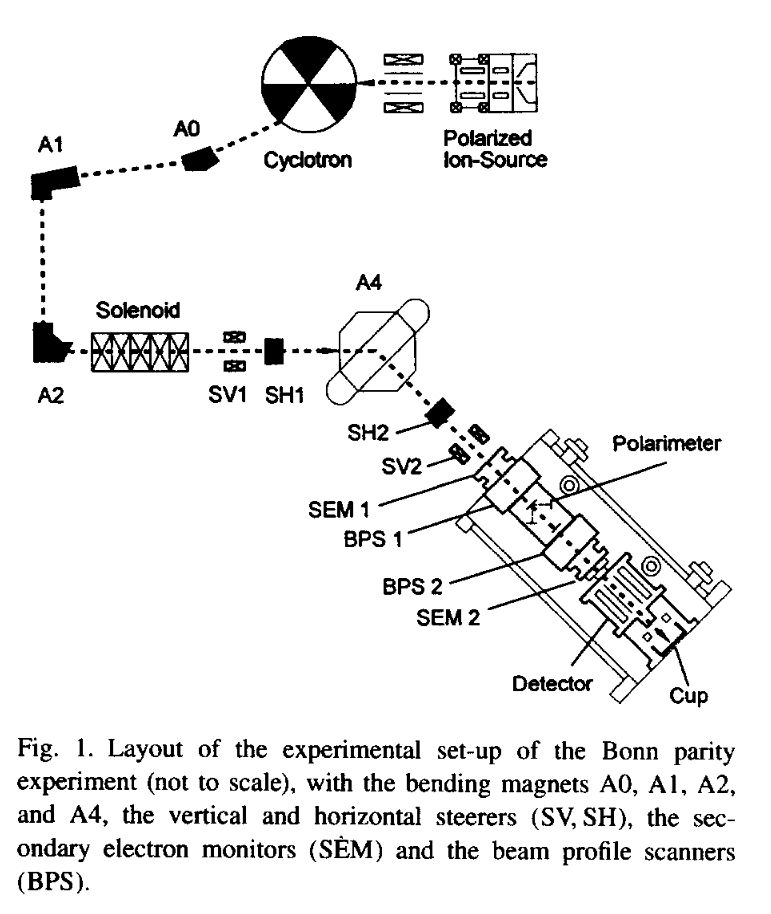 A1
A0
Cyclotron
Polarized
Ion-Source
Solenoid
A4
A2
SV1
SH1
SH2
SV2
Polarimeter
SEM 1
BPS 1
BPS 2
SEM 2
Detector
Cup
Fig. 1. Layout of the experimental set-up of the Bonn parity
experiment (not to scale), with the bending magnets A0, A1, A2,
and A4, the vertical and horizontal steerers (SV, SH), the sec-
ondary electron monitors (SÈM) and the beam profile scanners
(BPS).